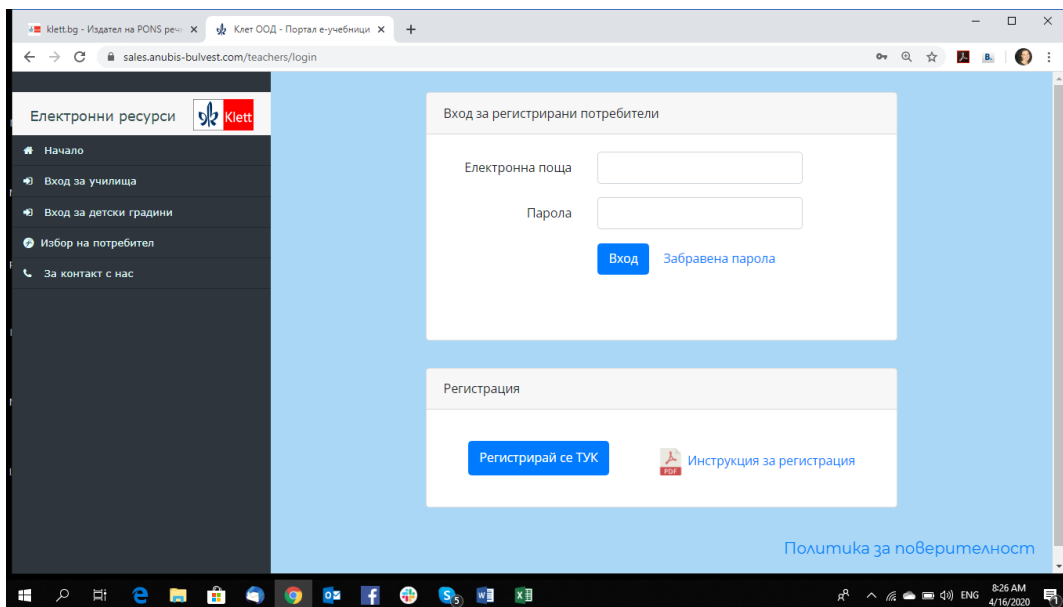 klett.bg - Издател на PONS реч
Клет ООД - Портал е-учебници
sales.anubis-bulvest.com/teachers/login
B.
Електронни ресурси
Klett
Начало
Вход за училища
Вход за детски градини
Избор на потребител
За контакт с нас
Вход за регистрирани потребители
Електронна поща
Парола
Вход Забравена парола
Регистрация
Регистрирай се ТУК
PDF
Инструкция за регистрация
Политика за поверителност
5
ENG
8:26 AM
4/16/2020